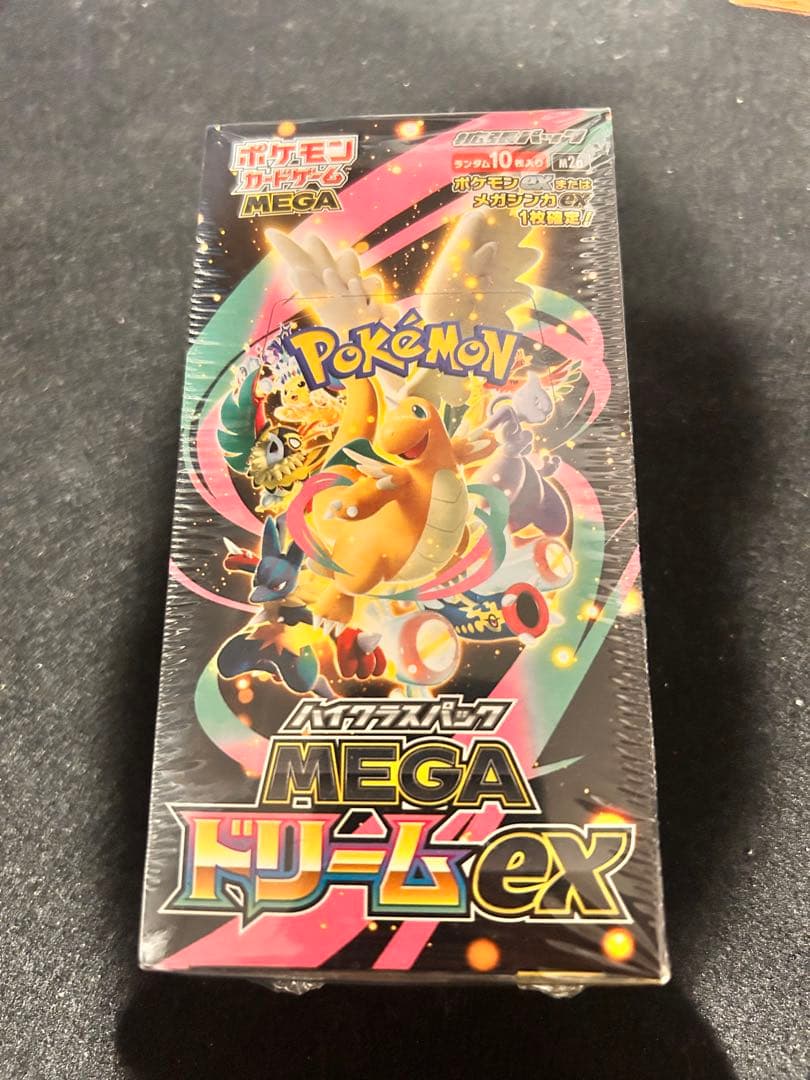 ポケモン
カードゲーム
MEGA
拡張パック
ランダム10枚入り
ポケモンexまたは
メガシンカex
1枚確定!!
POKÉMON
TM
ハイクラスパック
MEGA
ドリームex